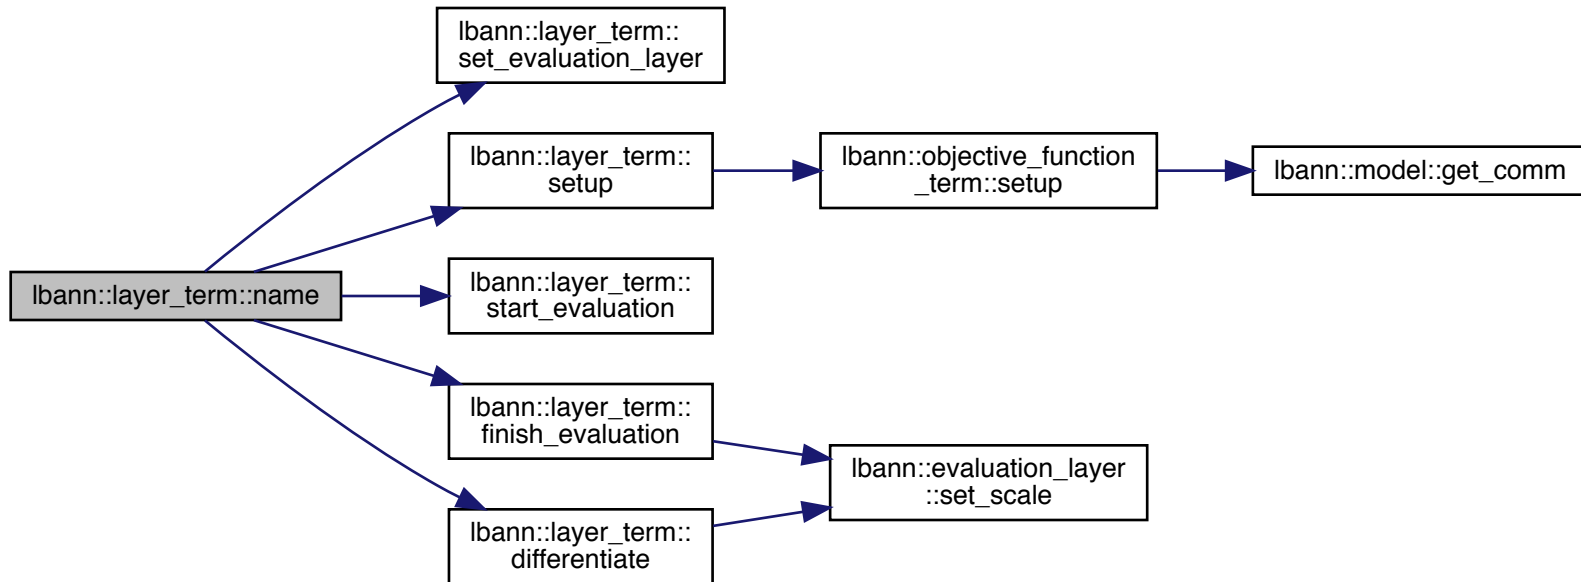 lbann::layer_term::
set_evaluation_layer
lbann::layer_term::
setup
lbann::objective_function
_term::setup
lbann::model::get_comm
lbann::layer_term::name
lbann::layer_term::
start_evaluation
lbann::layer_term::
finish_evaluation
lbann::evaluation_layer
::set_scale
lbann::layer_term::
differentiate